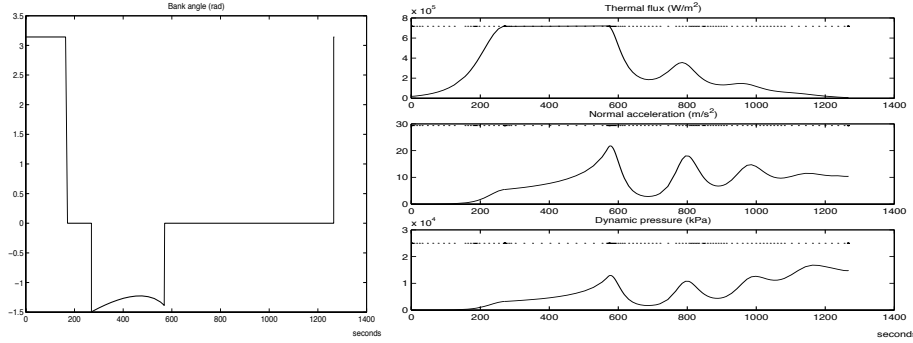 Bank angle (rad)
3.5
3
2.5
2
1.5
1
0.5
0
−0.5
−1
−1.5
0 200 400 600 800 1000 1200 1400
seconds
Thermal flux (W/m²)
x 10⁵
8
6
4
2
0
0 200 400 600 800 1000 1200 1400
Normal acceleration (m/s²)
30
20
10
0
0 200 400 600 800 1000 1200 1400
Dynamic pressure (kPa)
x 10⁴
3
2
1
0
0 200 400 600 800 1000 1200 1400
second